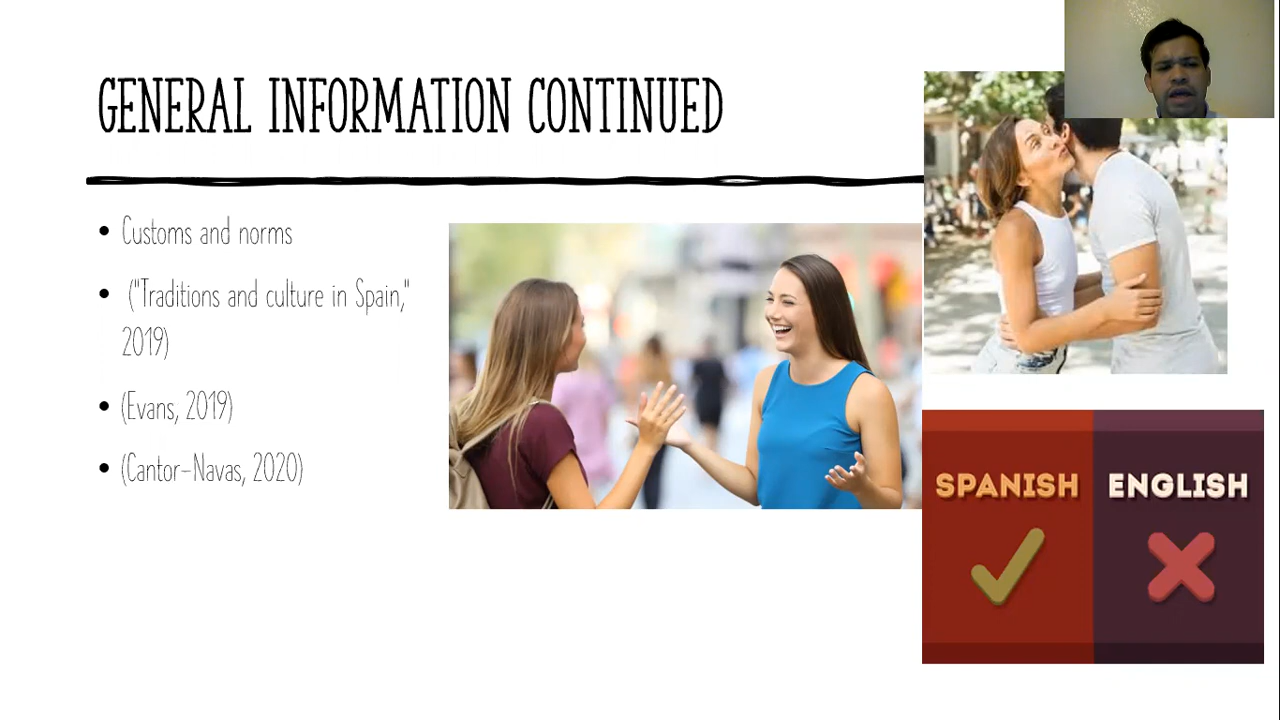 GENERAL INFORMATION CONTINUED
• Customs and norms
• ("Traditions and culture in Spain,"
2019)
• (Evans, 2019)
• (Cantor-Navas, 2020)
SPANISH
ENGLISH